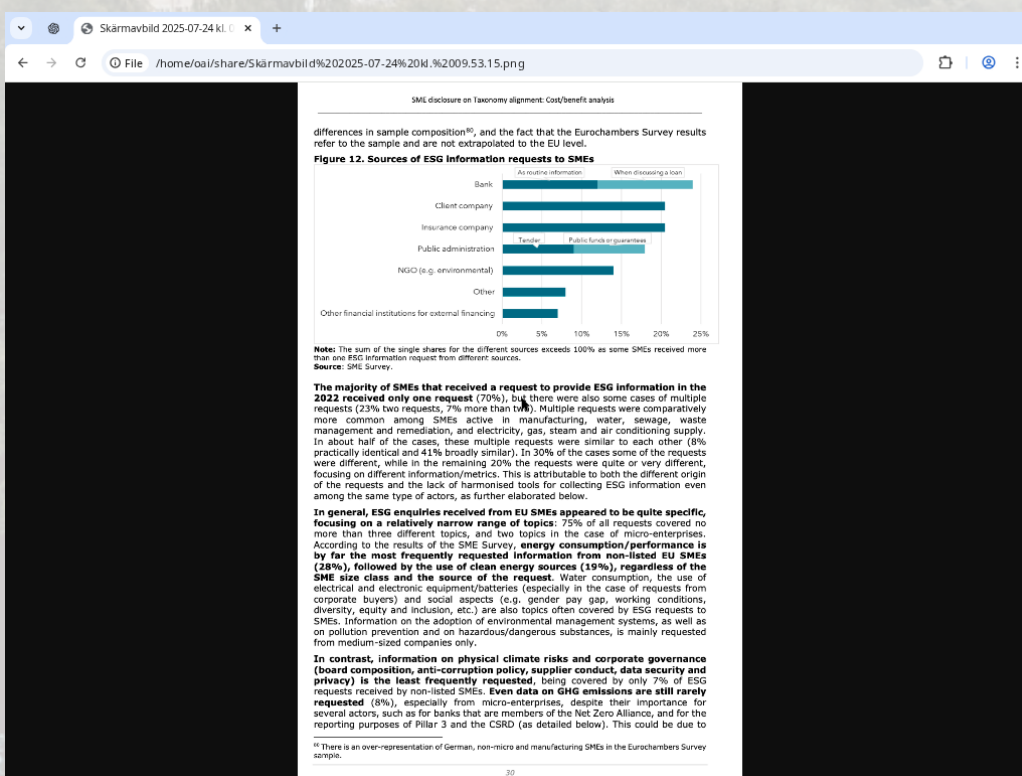 Skärmavbild 2025-07-24 kl. 0
File
/home/oai/share/Skärmavbild%202025-07-24%20kl.%2009.53.15.png
SME disclosure on Taxonomy alignment: Cost/benefit analysis
differences in sample composition⁸⁰, and the fact that the Eurochambers Survey results
refer to the sample and are not extrapolated to the EU level.
Figure 12. Sources of ESG information requests to SMEs
As routine information When discussing a loan
Bank
Client company
Insurance company
Tender Public funds or guarantees
Public administration
NGO (e.g. environmental)
Other
Other financial institutions for external financing
0% 5% 10% 15% 20% 25%
Note: The sum of the single shares for the different sources exceeds 100% as some SMEs received more
than one ESG information request from different sources.
Source: SME Survey.
The majority of SMEs that received a request to provide ESG information in the
2022 received only one request (70%), but there were also some cases of multiple
requests (23% two requests, 7% more than two). Multiple requests were comparatively
more common among SMEs active in manufacturing, water, sewage, waste
management and remediation, and electricity, gas, steam and air conditioning supply.
In about half of the cases, these multiple requests were similar to each other (8%
practically identical and 41% broadly similar). In 30% of the cases some of the requests
were different, while in the remaining 20% the requests were quite or very different,
focusing on different information/metrics. This is attributable to both the different origin
of the requests and the lack of harmonised tools for collecting ESG information even
among the same type of actors, as further elaborated below.
In general, ESG enquiries received from EU SMEs appeared to be quite specific,
focusing on a relatively narrow range of topics: 75% of all requests covered no
more than three different topics, and two topics in the case of micro-enterprises.
According to the results of the SME Survey, energy consumption/performance is
by far the most frequently requested information from non-listed EU SMEs
(28%), followed by the use of clean energy sources (19%), regardless of the
SME size class and the source of the request. Water consumption, the use of
electrical and electronic equipment/batteries (especially in the case of requests from
corporate buyers) and social aspects (e.g. gender pay gap, working conditions,
diversity, equity and inclusion, etc.) are also topics often covered by ESG requests to
SMEs. Information on the adoption of environmental management systems, as well as
on pollution prevention and on hazardous/dangerous substances, is mainly requested
from medium-sized companies only.
In contrast, information on physical climate risks and corporate governance
(board composition, anti-corruption policy, supplier conduct, data security and
privacy) is the least frequently requested, being covered by only 7% of ESG
requests received by non-listed SMEs. Even data on GHG emissions are still rarely
requested (8%), especially from micro-enterprises, despite their importance for
several actors, such as for banks that are members of the Net Zero Alliance, and for the
reporting purposes of Pillar 3 and the CSRD (as detailed below). This could be due to
⁸⁰ There is an over-representation of German, non-micro and manufacturing SMEs in the Eurochambers Survey
sample.
30